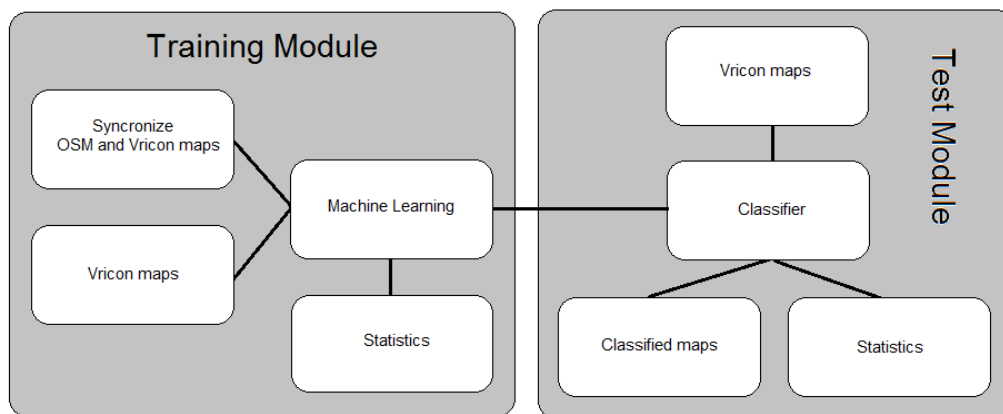 Training Module
Syncronize
OSM and Vricon maps
Vricon maps
Machine Learning
Statistics
Test Module
Vricon maps
Classifier
Classified maps
Statistics